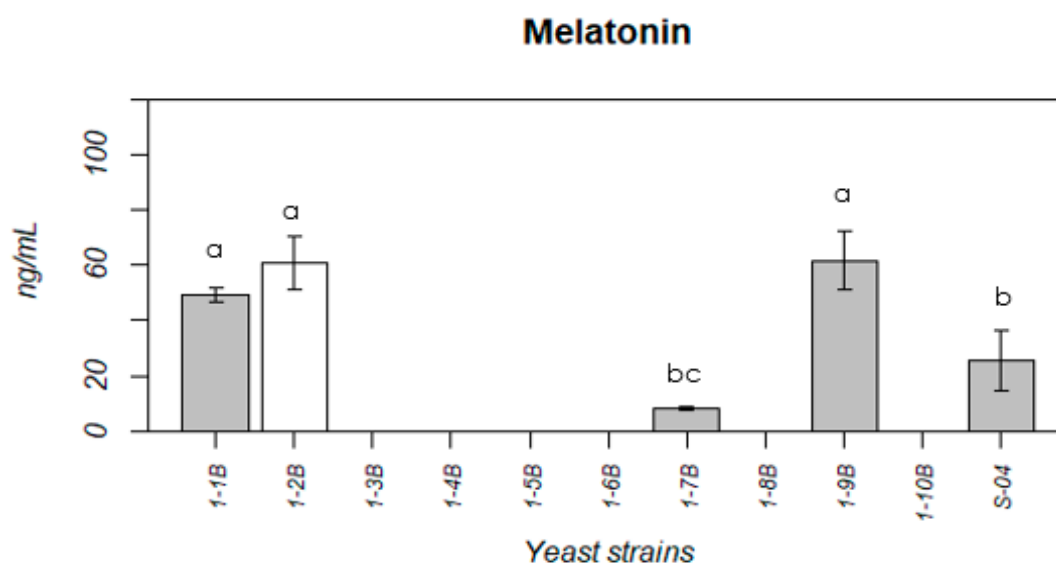 Melatonin
ng/mL
100
60
20
0
a
a
bc
a
b
1-1B
1-2B
1-3B
1-4B
1-5B
1-6B
1-7B
1-8B
1-9B
1-10B
S-04
Yeast strains